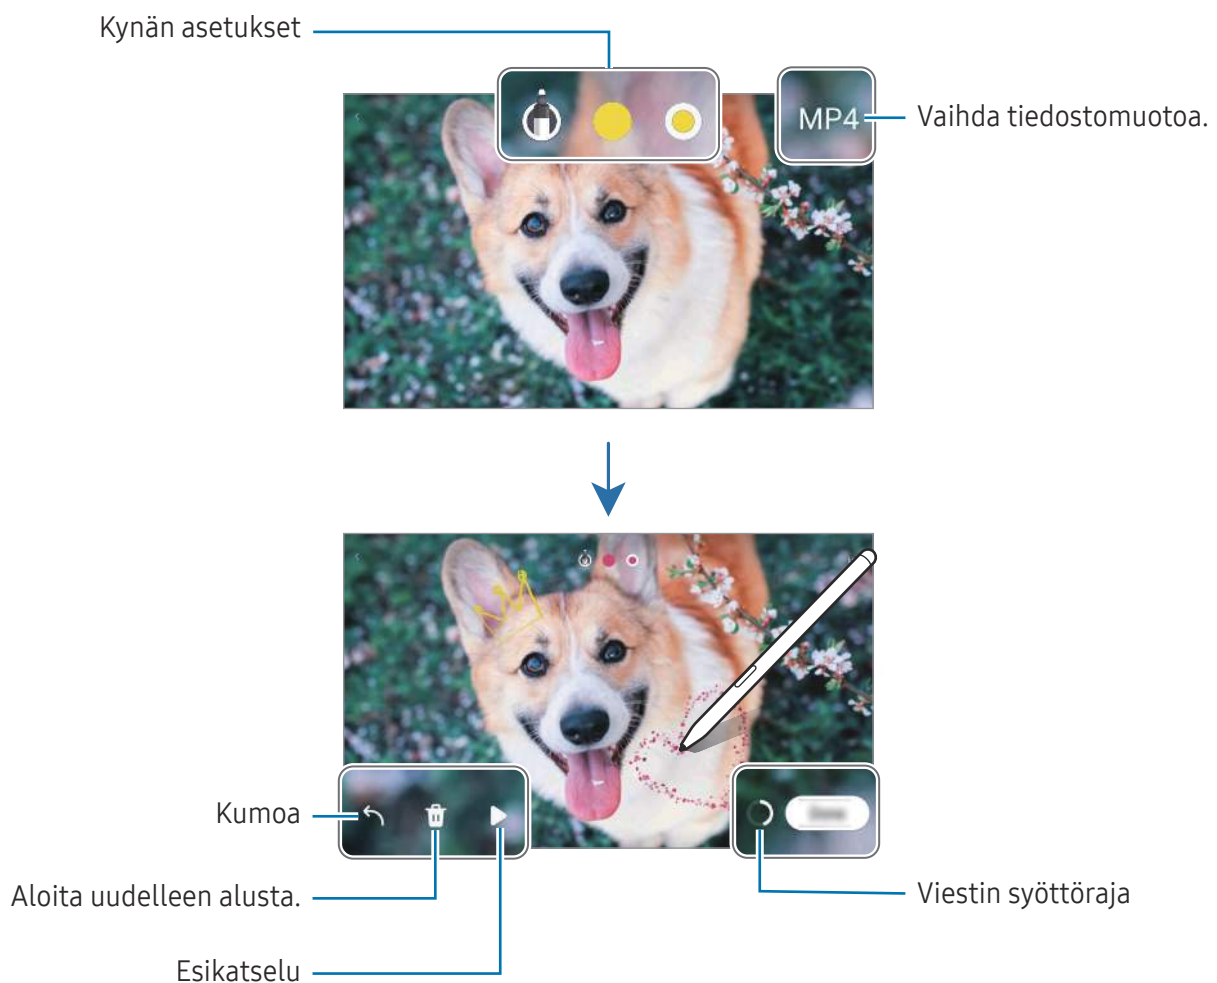 Kynän asetukset
MP4
Vaihda tiedostomuotoa.
Kumoa
Aloita uudelleen alusta.
Viestin syöttöraja
Esikatselu